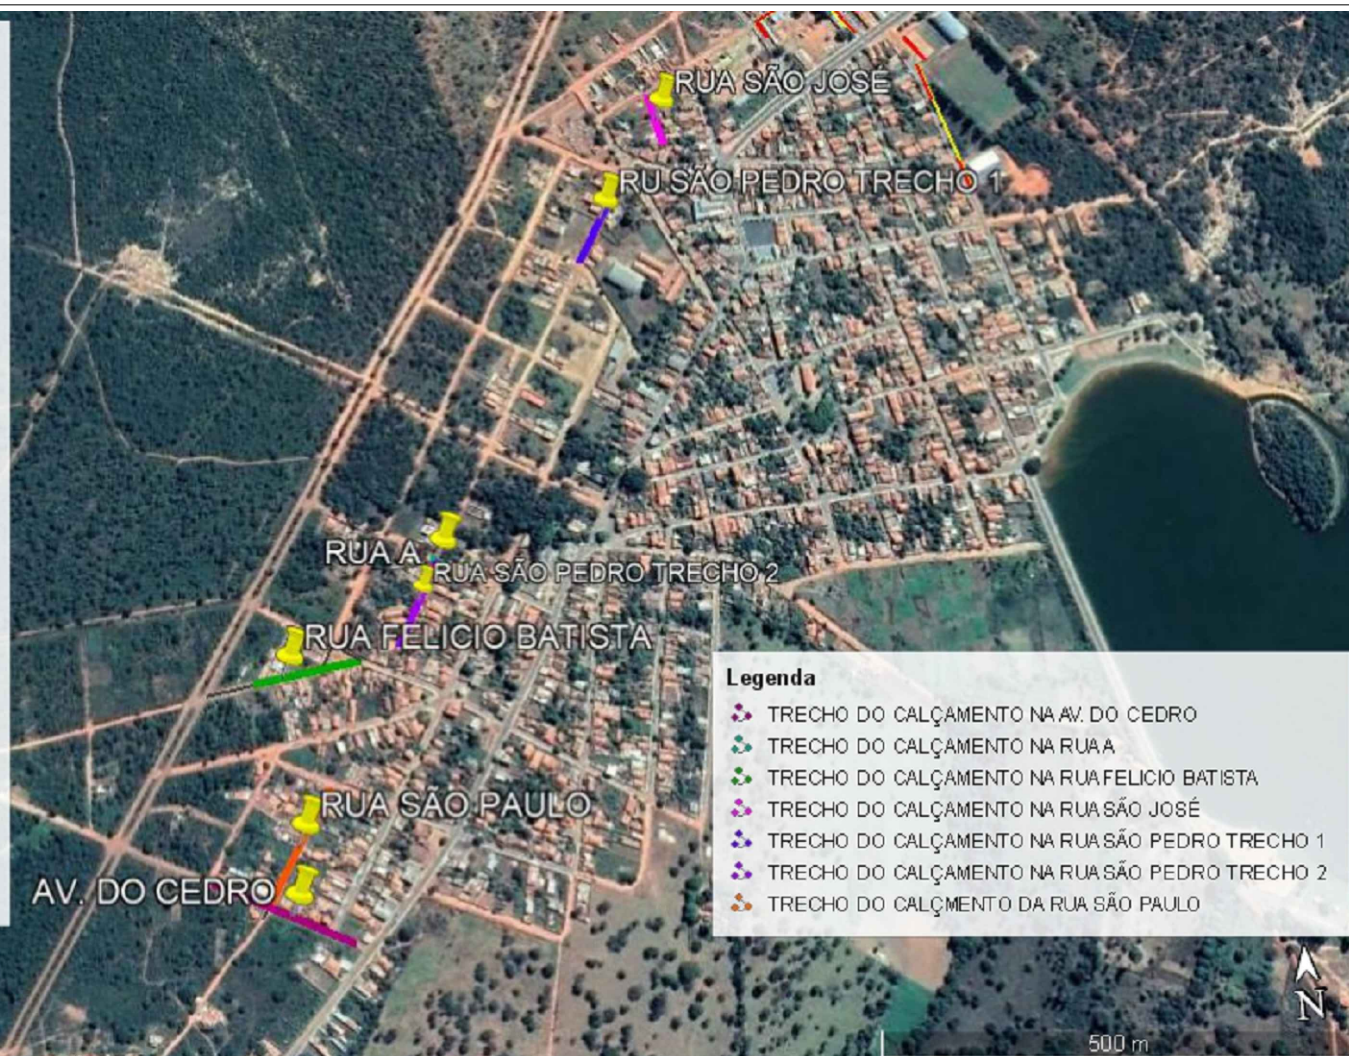 RUA SÃO JOSÉ
RU SÃO PEDRO TRECHO 1
RUA A
RUA SÃO PEDRO TRECHO 2
RUA FELICIO BATISTA
RUA SÃO PAULO
AV. DO CEDRO
Legenda
TRECHO DO CALÇAMENTO NA AV. DO CEDRO
TRECHO DO CALÇAMENTO NA RUA A
TRECHO DO CALÇAMENTO NA RUA FELICIO BATISTA
TRECHO DO CALÇAMENTO NA RUA SÃO JOSÉ
TRECHO DO CALÇAMENTO NA RUA SÃO PEDRO TRECHO 1
TRECHO DO CALÇAMENTO NA RUA SÃO PEDRO TRECHO 2
TRECHO DO CALÇMENTO DA RUA SÃO PAULO
N
500 m